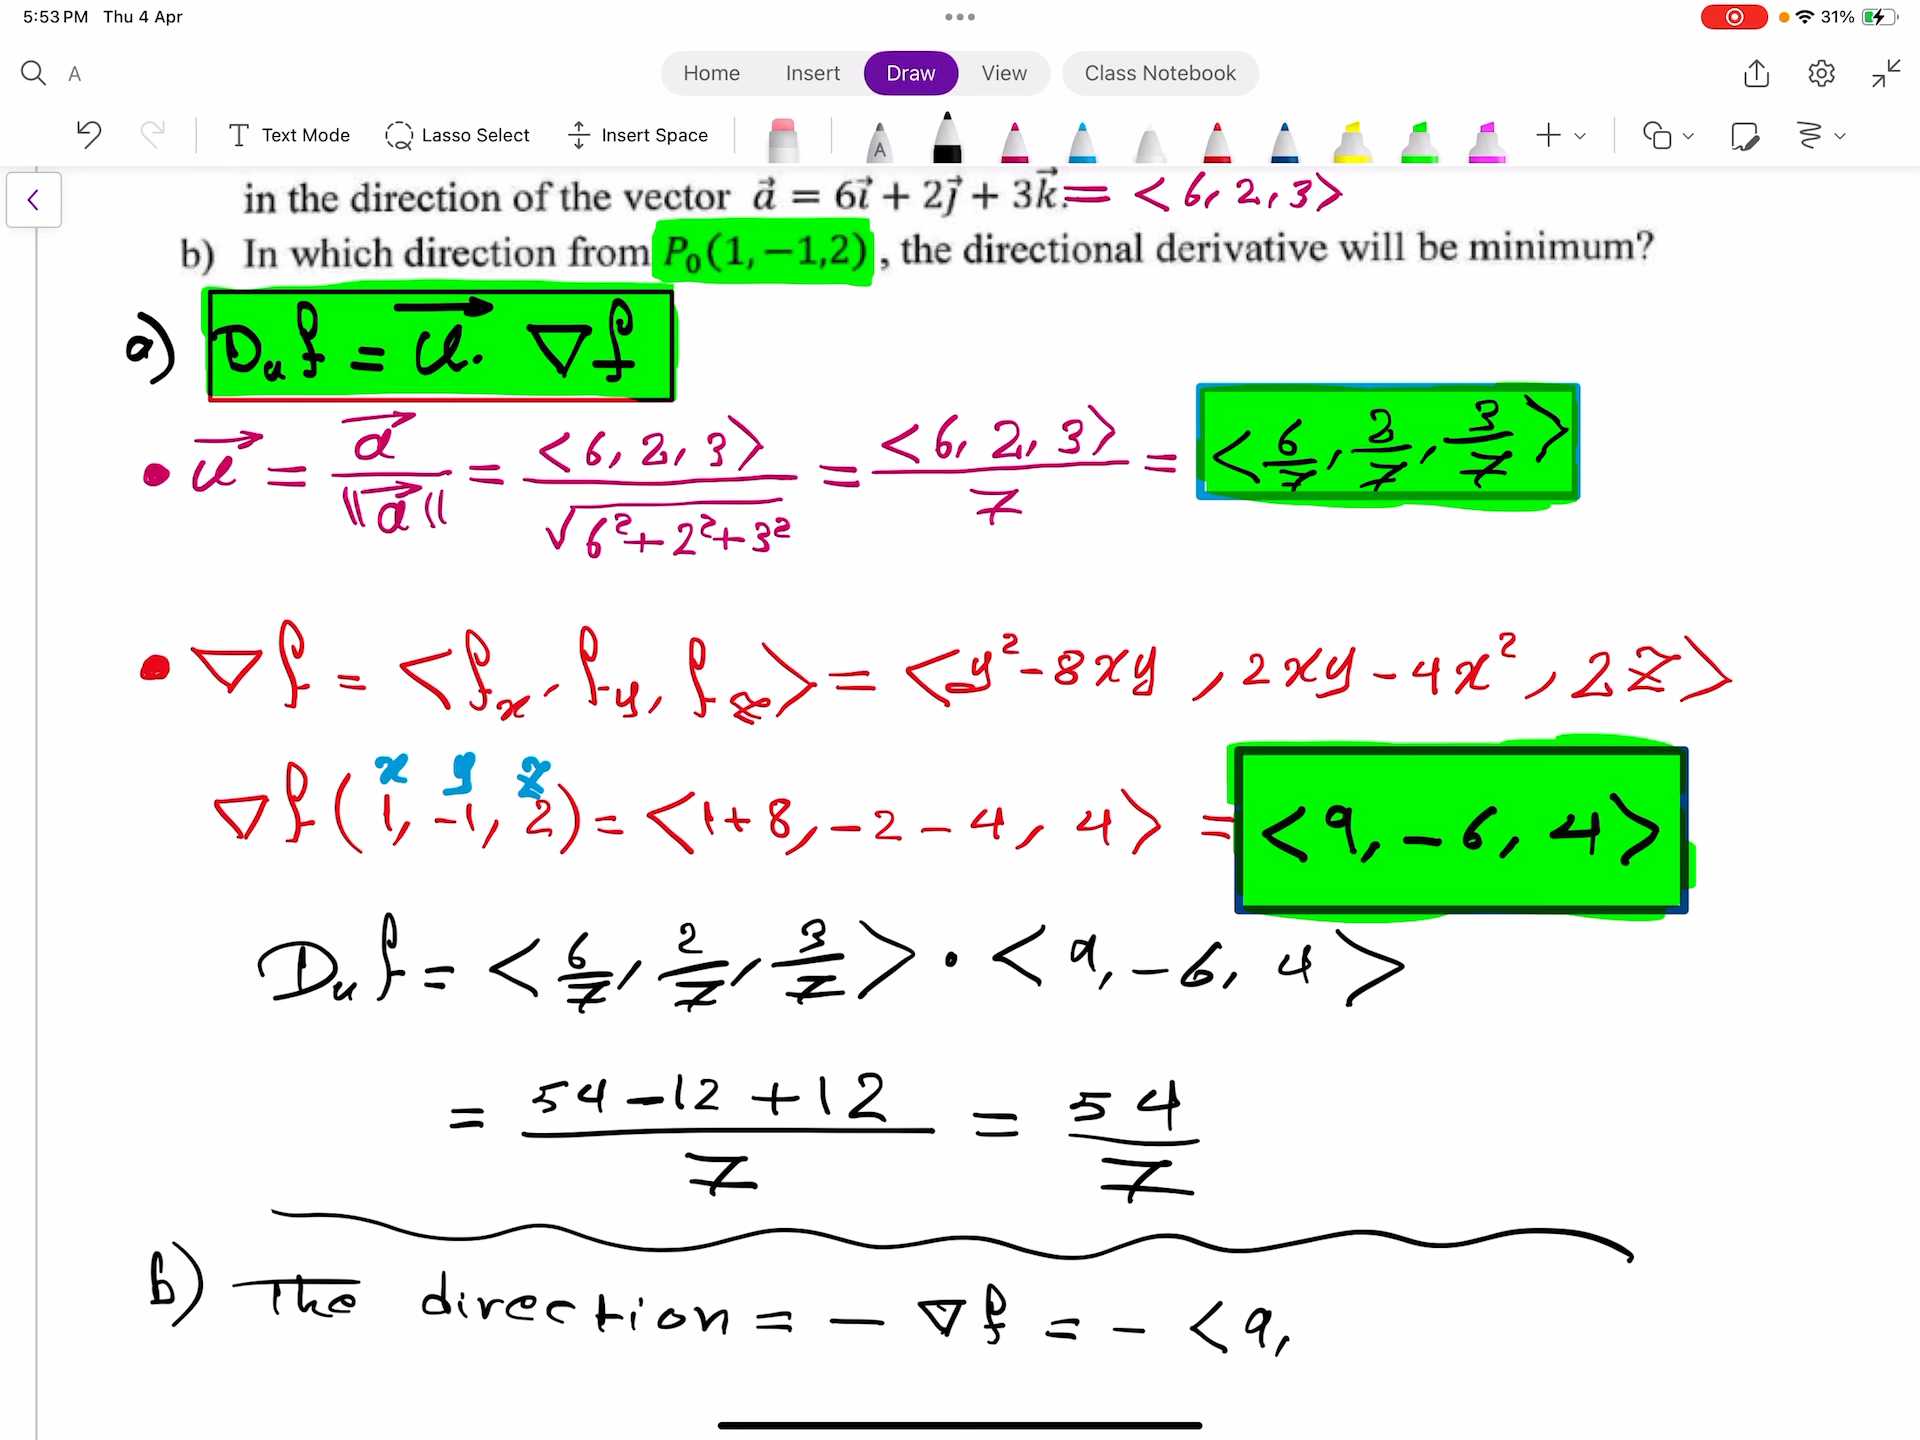 5:53 PM Thu 4 Apr 31%
A Home Insert Draw View Class Notebook
Text Mode Lasso Select Insert Space A
in the direction of the vector a⃗ = 6i⃗ + 2j⃗ + 3k⃗. = <6, 2, 3>
b) In which direction from P₀(1, −1,2) , the directional derivative will be minimum?
a) Dᵤf = u⃗ . ∇f
• u⃗ = a⃗ / ‖a⃗‖ = <6, 2, 3> / √(6² + 2² + 3²) = <6, 2, 3> / 7 = <6/7, 2/7, 3/7>
• ∇f = <fx, fy, fz> = <y² - 8xy , 2xy - 4x² , 2z>
x y z
∇f(1, -1, 2) = <1+8, -2-4, 4> = <9, -6, 4>
Dᵤf = <6/7, 2/7, 3/7> · <9, -6, 4>
= (54 - 12 + 12) / 7 = 54/7
b) The direction = - ∇f = - <9,